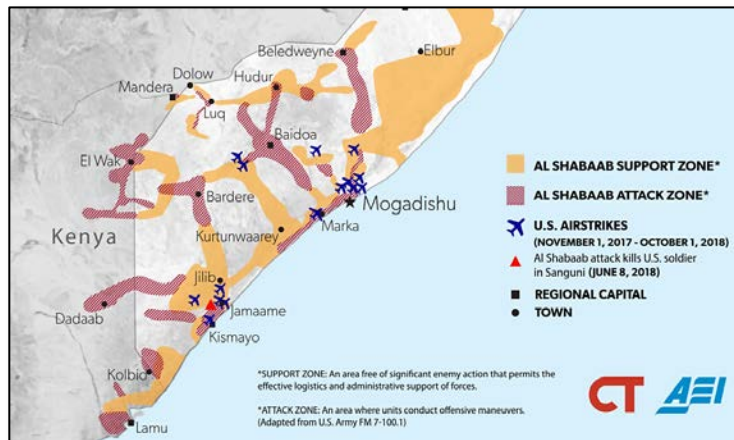 Beledweyne
Elbur
Dolow
Hudur
Mandera
Luq
Baidoa
El Wak
Bardere
Mogadishu
Marka
Kenya
Kurtunwaarey
Jilib
Jamaame
Dadaab
Kismayo
Kolbio
Lamu
AL SHABAAB SUPPORT ZONE*
AL SHABAAB ATTACK ZONE*
U.S. AIRSTRIKES
(NOVEMBER 1, 2017 - OCTOBER 1, 2018)
Al Shabaab attack kills U.S. soldier
in Sanguni (JUNE 8, 2018)
REGIONAL CAPITAL
TOWN
*SUPPORT ZONE: An area free of significant enemy action that permits the
effective logistics and administrative support of forces.
*ATTACK ZONE: An area where units conduct offensive maneuvers.
(Adapted from U.S. Army FM 7-100.1)
CT AEI